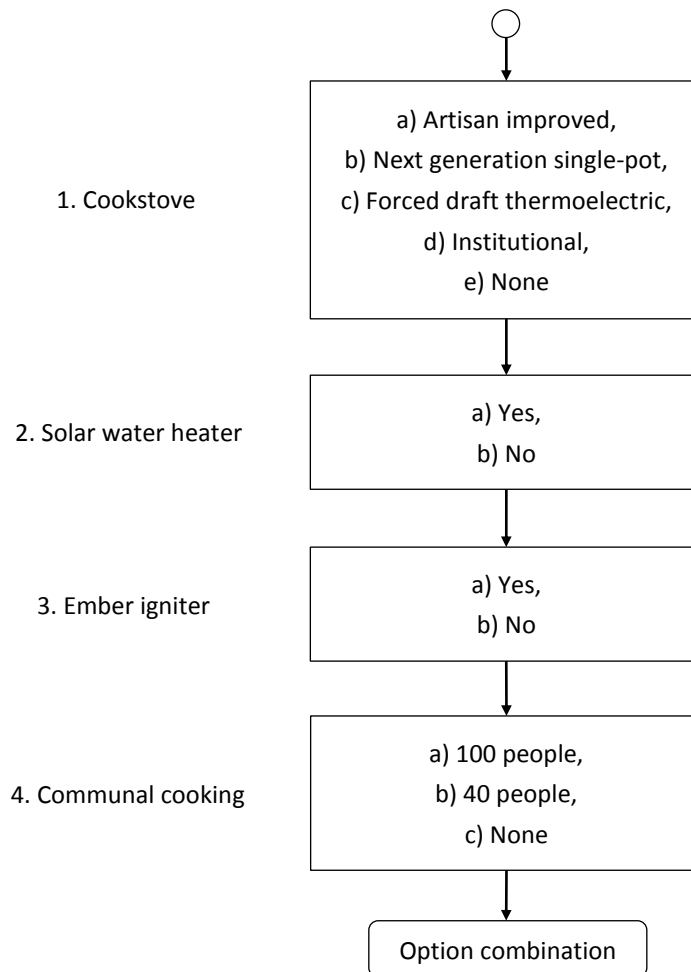 1. Cookstove
a) Artisan improved,
b) Next generation single-pot,
c) Forced draft thermoelectric,
d) Institutional,
e) None
2. Solar water heater
a) Yes,
b) No
3. Ember igniter
a) Yes,
b) No
4. Communal cooking
a) 100 people,
b) 40 people,
c) None
Option combination